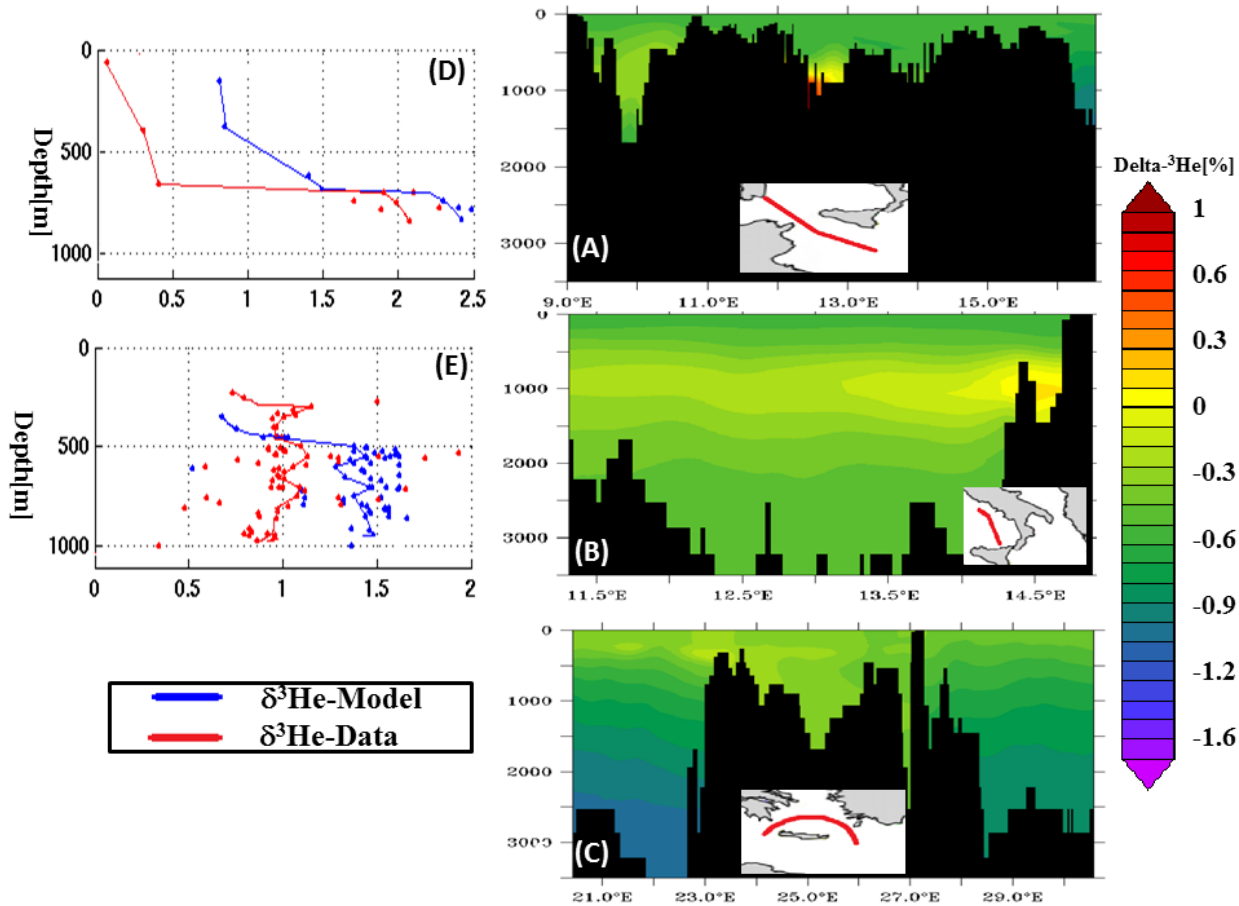 0
500
1000
Depth[m]
(D)
0 0.5 1 1.5 2 2.5
0
500
1000
Depth[m]
(E)
0 0.5 1 1.5 2
δ³He-Model
δ³He-Data
0
1000
2000
3000
(A)
9.0°E 11.0°E 13.0°E 15.0°E
0
1000
2000
3000
(B)
11.5°E 12.5°E 13.5°E 14.5°E
0
1000
2000
3000
(C)
21.0°E 23.0°E 25.0°E 27.0°E 29.0°E
Delta-³He[%]
1
0.6
0.3
0
-0.3
-0.6
-0.9
-1.2
-1.6